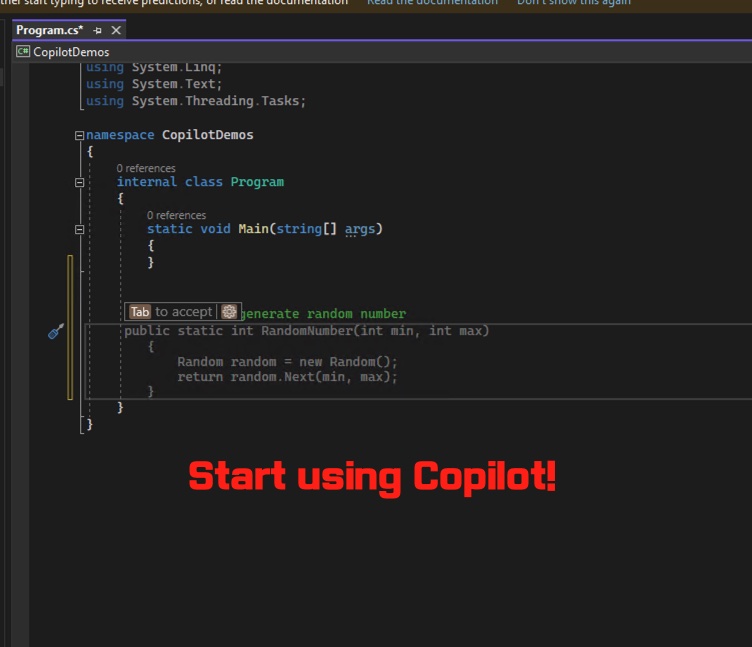 ther start typing to receive predictions, or read the documentation Read the documentation Don't show this again
Program.cs*
C# CopilotDemos
using System.Linq;
using System.Text;
using System.Threading.Tasks;
namespace CopilotDemos
{
0 references
internal class Program
{
0 references
static void Main(string[] args)
{
}
Tab to accept generate random number
public static int RandomNumber(int min, int max)
{
Random random = new Random();
return random.Next(min, max);
}
}
}
Start using Copilot!